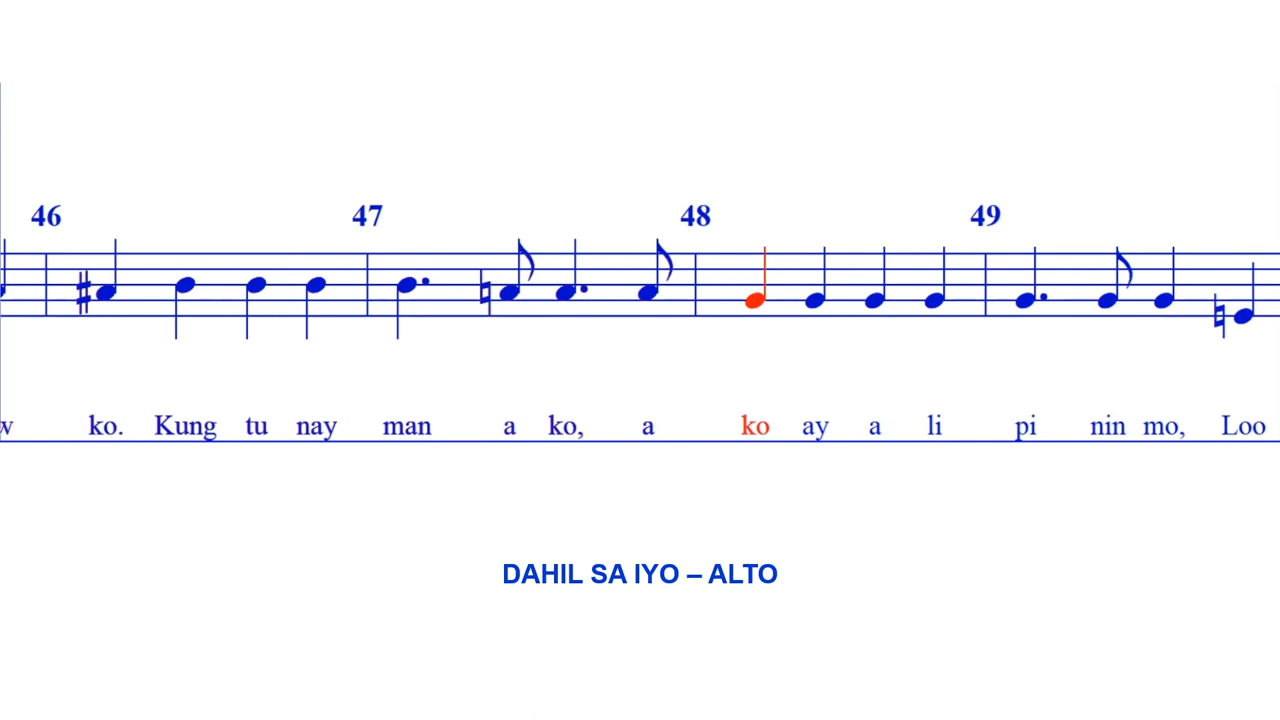 46 47 48 49
w ko. Kung tu nay man a ko, a ko ay a li pi nin mo, Loo
DAHIL SA IYO – ALTO